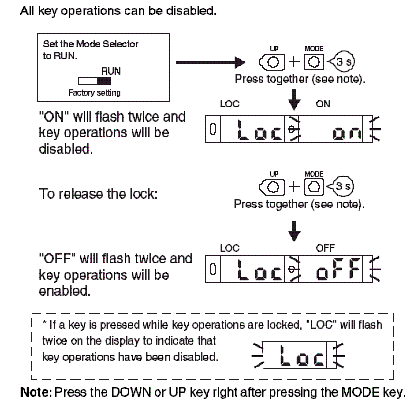 All key operations can be disabled.
Set the Mode Selector
to RUN.
RUN
Factory setting
UP MODE
+ <3 s
Press together (see note).
"ON" will flash twice and
key operations will be
disabled.
LOC ON
0 Loc on
To release the lock:
UP MODE
+ <3 s
Press together (see note).
"OFF" will flash twice and
key operations will be
enabled.
LOC OFF
0 Loc oFF
* If a key is pressed while key operations are locked, "LOC" will flash
twice on the display to indicate that
key operations have been disabled.
Loc
Note: Press the DOWN or UP key right after pressing the MODE key.